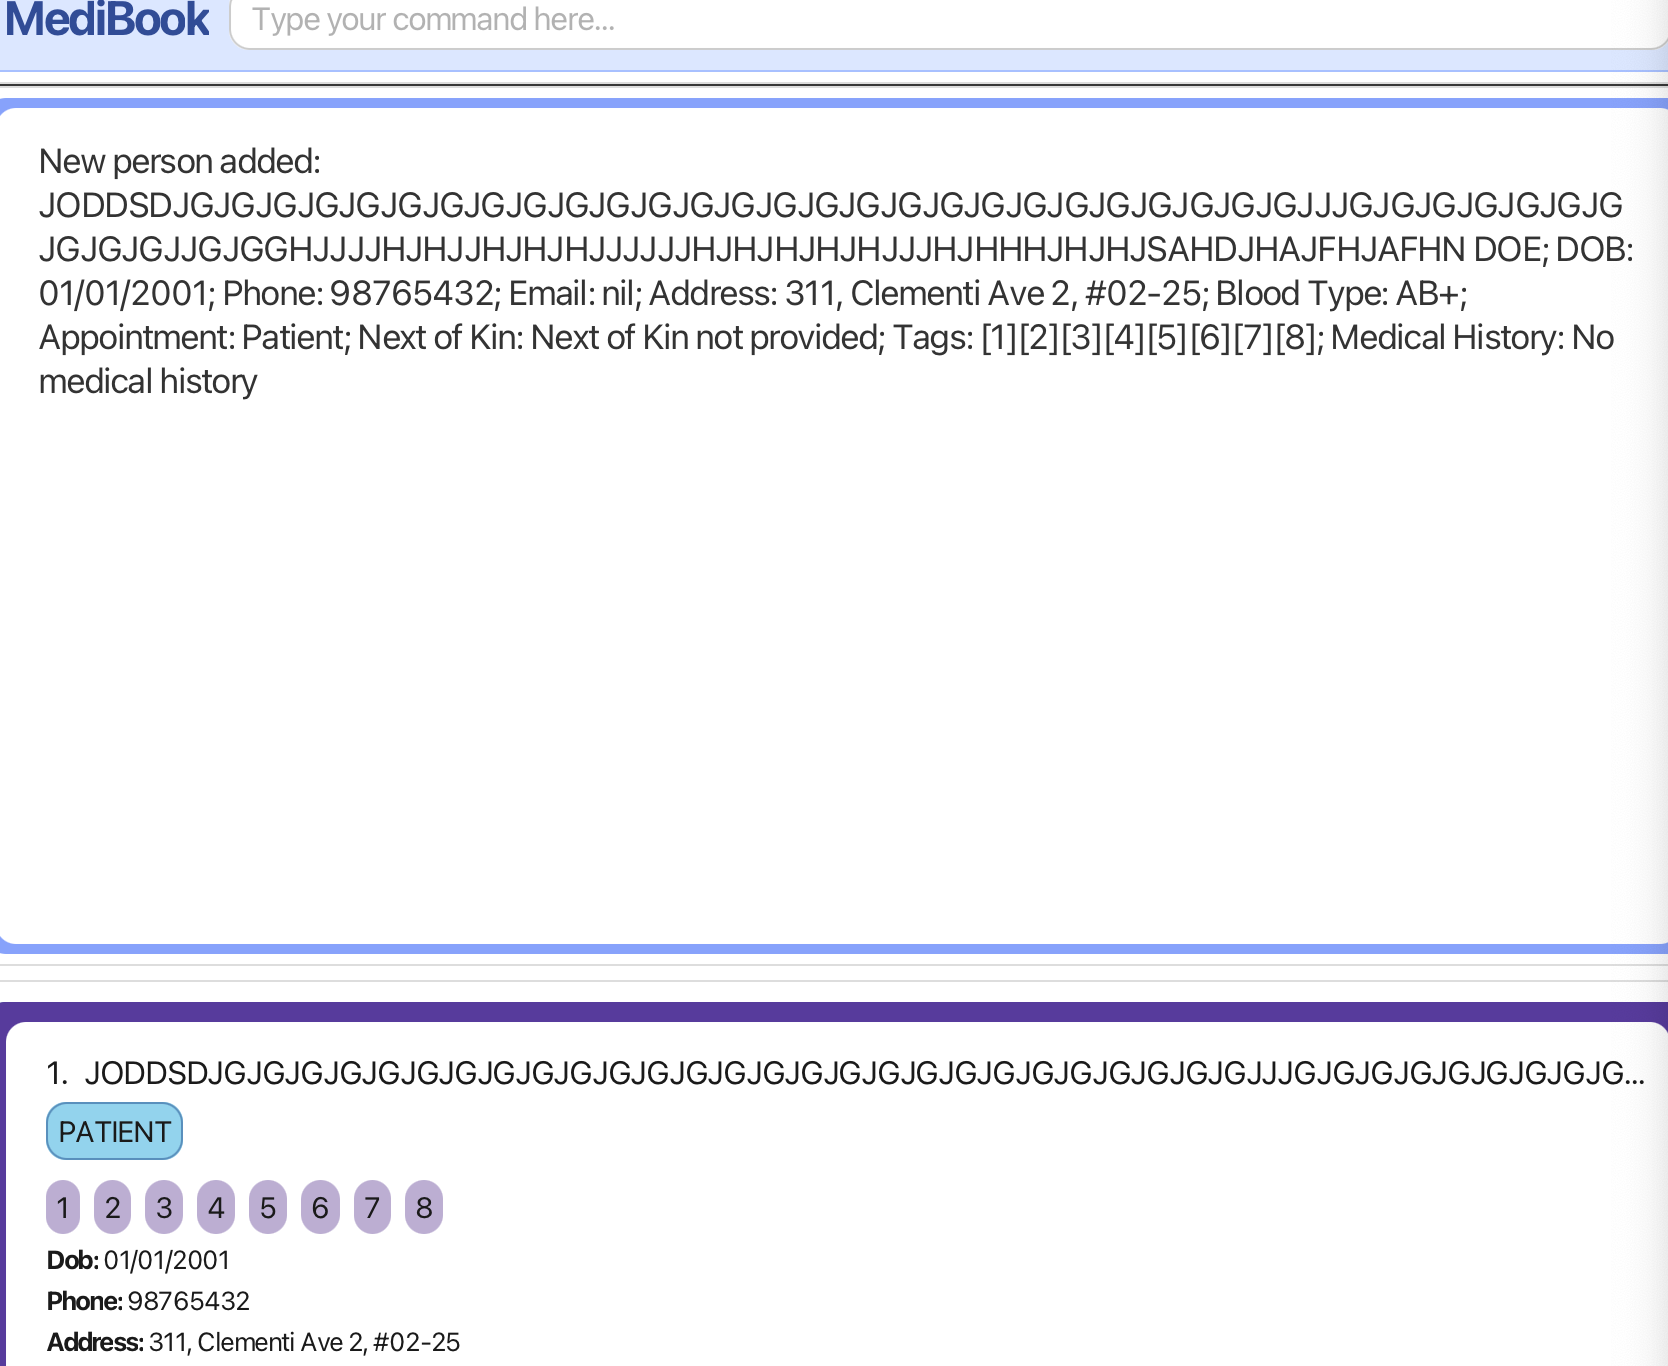 MediBook
Type your command here...
New person added:
JODDSDJGJGJGJGJGJGJGJGJGJGJGJGJGJGJGJGJGJGJGJGJGJGJGJGJGJGJGJJJGJGJGJGJGJGJG
JGJGJGJJGJGGHJJJJHJHJJHJHJHJJJJJJHJHJHJHJHJJJHJHHHJHJHJSAHDJHAJFHJAFHN DOE; DOB:
01/01/2001; Phone: 98765432; Email: nil; Address: 311, Clementi Ave 2, #02-25; Blood Type: AB+;
Appointment: Patient; Next of Kin: Next of Kin not provided; Tags: [1][2][3][4][5][6][7][8]; Medical History: No
medical history
1. JODDSDJGJGJGJGJGJGJGJGJGJGJGJGJGJGJGJGJGJGJGJGJGJGJGJGJGJGJGJJJGJGJGJGJGJGJGJGJG...
PATIENT
1 2 3 4 5 6 7 8
Dob: 01/01/2001
Phone: 98765432
Address: 311, Clementi Ave 2, #02-25